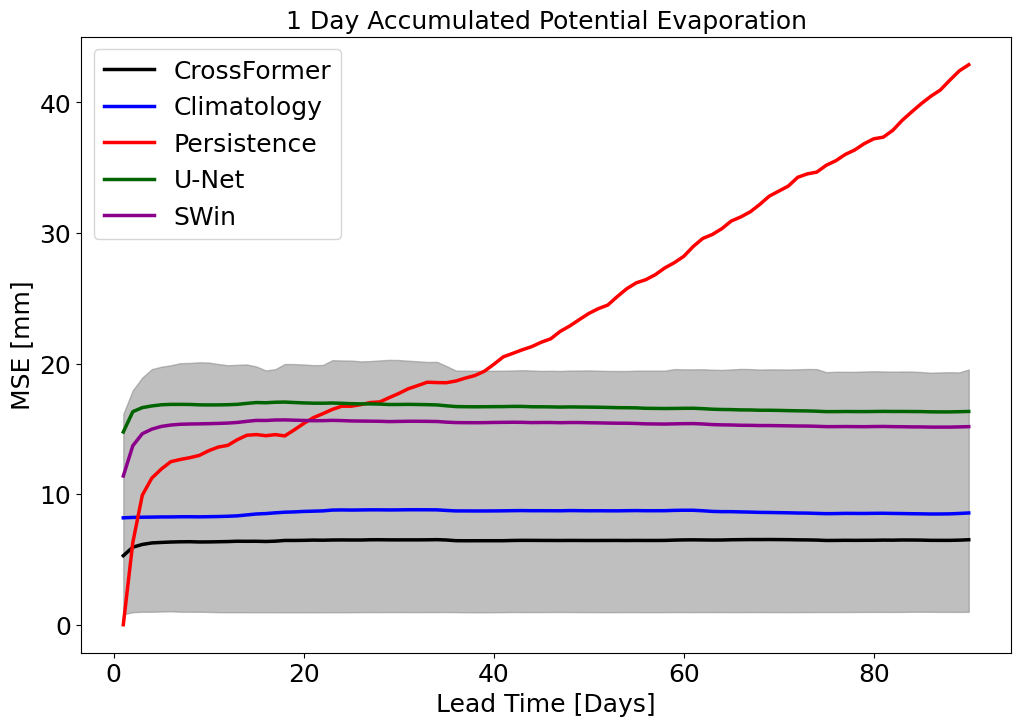 1 Day Accumulated Potential Evaporation
CrossFormer
Climatology
Persistence
U-Net
SWin
MSE [mm]
40
30
20
10
0
0 20 40 60 80
Lead Time [Days]